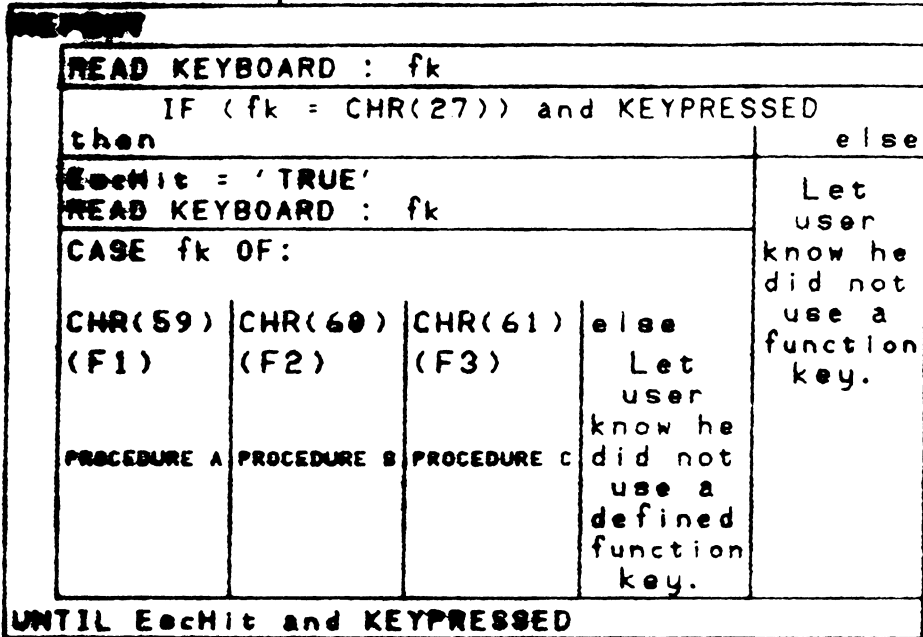 REPEAT
READ KEYBOARD : fk
IF (fk = CHR(27)) and KEYPRESSED
then
else
EscHit = 'TRUE'
READ KEYBOARD : fk
CASE fk OF:
CHR(59)
(F1)
PROCEDURE A
CHR(60)
(F2)
PROCEDURE B
CHR(61)
(F3)
PROCEDURE C
else
Let
user
know he
did not
use a
defined
function
key.
Let
user
know he
did not
use a
function
key.
UNTIL EscHit and KEYPRESSED